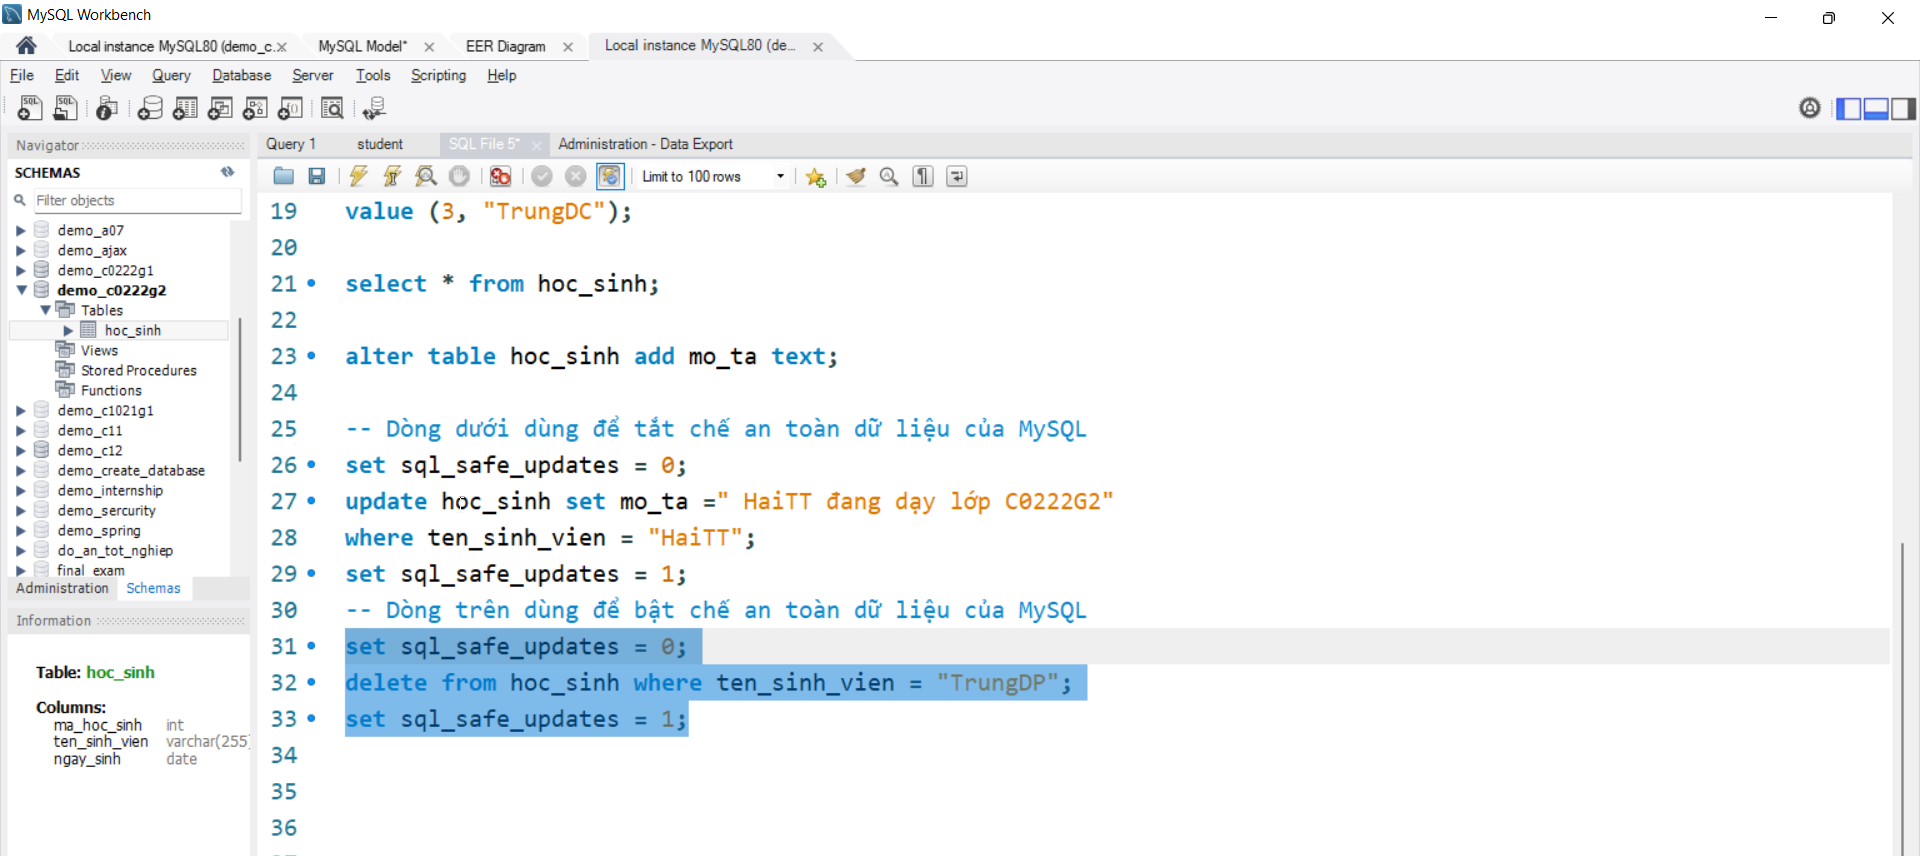 MySQL Workbench
Local instance MySQL80 (demo_c. MySQL Model* EER Diagram Local instance MySQL80 (de...
File Edit View Query Database Server Tools Scripting Help
Navigator Query 1 student SQL File 5* Administration - Data Export
SCHEMAS
Limit to 100 rows
Filter objects
demo_a07
demo_ajax
demo_c0222g1
demo_c0222g2
Tables
hoc_sinh
Views
Stored Procedures
Functions
demo_c1021g1
demo_c11
demo_c12
demo_create_database
demo_internship
demo_sercurity
demo_spring
do_an_tot_nghiep
final_exam
Administration Schemas
Information
Table: hoc_sinh
Columns:
ma_hoc_sinh int
ten_sinh_vien varchar(255)
ngay_sinh date
19 value (3, "TrungDC");
20
21 select * from hoc_sinh;
22
23 alter table hoc_sinh add mo_ta text;
24
25 -- Dòng dưới dùng để tắt chế an toàn dữ liệu của MySQL
26 set sql_safe_updates = 0;
27 update hoc_sinh set mo_ta =" HaiTT đang dạy lớp C0222G2"
28 where ten_sinh_vien = "HaiTT";
29 set sql_safe_updates = 1;
30 -- Dòng trên dùng để bật chế an toàn dữ liệu của MySQL
31 set sql_safe_updates = 0;
32 delete from hoc_sinh where ten_sinh_vien = "TrungDP";
33 set sql_safe_updates = 1;
34
35
36